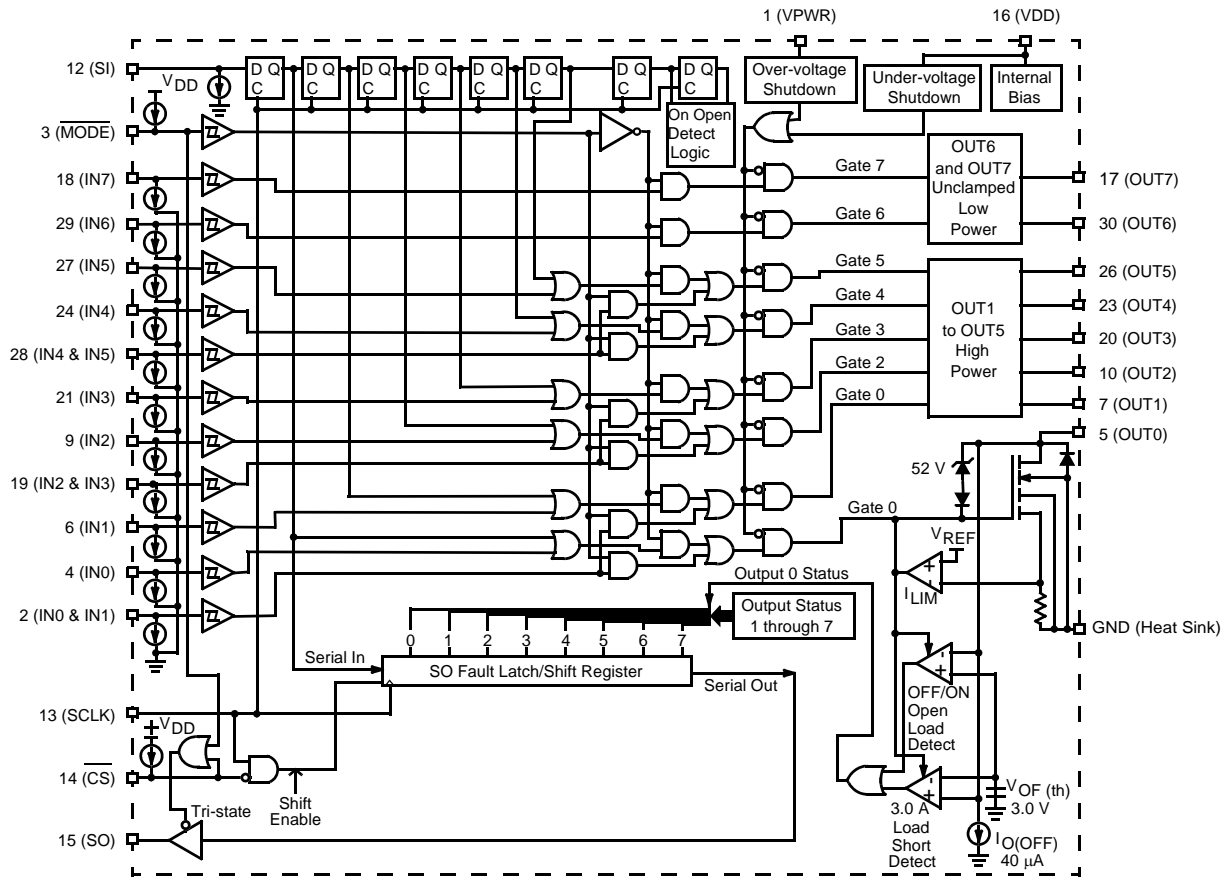 1 (VPWR)
16 (VDD)
12 (SI)
VDD
D Q
C
D Q
C
D Q
C
D Q
C
D Q
C
D Q
C
D Q
C
D Q
C
Over-voltage
Shutdown
Under-voltage
Shutdown
Internal
Bias
3 (MODE)
On Open
Detect
Logic
18 (IN7)
29 (IN6)
27 (IN5)
24 (IN4)
28 (IN4 & IN5)
21 (IN3)
9 (IN2)
19 (IN2 & IN3)
6 (IN1)
4 (IN0)
2 (IN0 & IN1)
Gate 7
Gate 6
Gate 5
Gate 4
Gate 3
Gate 2
Gate 0
Gate 0
OUT6
and OUT7
Unclamped
Low
Power
OUT1
to OUT5
High
Power
17 (OUT7)
30 (OUT6)
26 (OUT5)
23 (OUT4)
20 (OUT3)
10 (OUT2)
7 (OUT1)
5 (OUT0)
52 V
VREF
+
-
ILIM
GND (Heat Sink)
Output 0 Status
Output Status
1 through 7
0 1 2 3 4 5 6 7
Serial In
SO Fault Latch/Shift Register
Serial Out
13 (SCLK)
VDD
14 (CS)
Shift
Enable
Tri-state
15 (SO)
-
+
OFF/ON
Open
Load
Detect
-
+
3.0 A
Load
Short
Detect
VOF (th)
3.0 V
IO(OFF)
40 μA